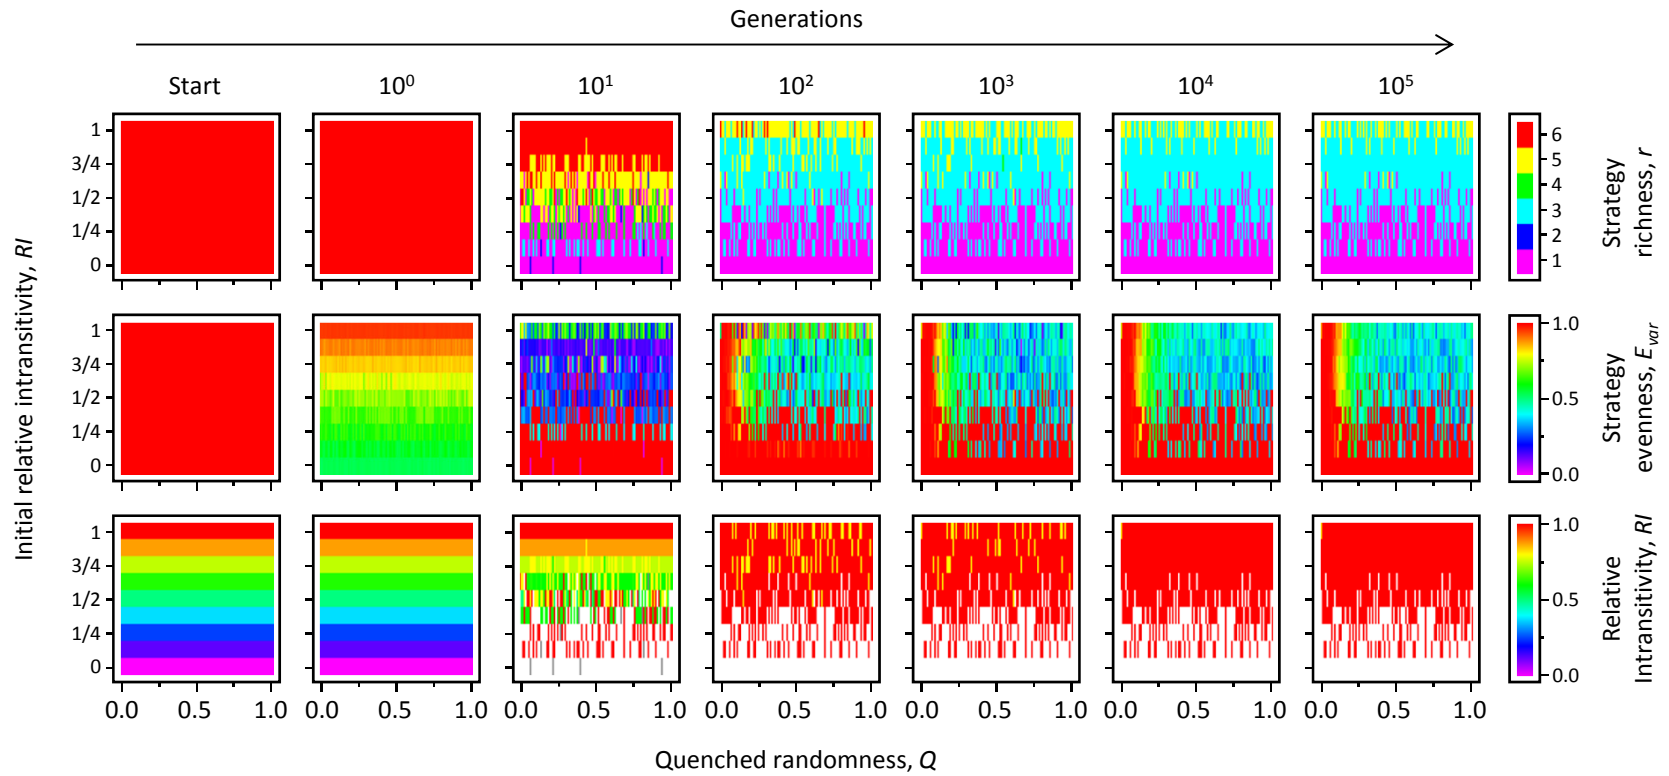 Generations
Start 10⁰ 10¹ 10² 10³ 10⁴ 10⁵
Initial relative intransitivity, RI
1
3/4
1/2
1/4
0
6
5
4
3
2
1
Strategy
richness, r
1
3/4
1/2
1/4
0
1.0
0.5
0.0
Strategy
evenness, Evar
1
3/4
1/2
1/4
0
1.0
0.5
0.0
Relative
Intransitivity, RI
0.0 0.5 1.0 0.0 0.5 1.0 0.0 0.5 1.0 0.0 0.5 1.0 0.0 0.5 1.0 0.0 0.5 1.0 0.0 0.5 1.0
Quenched randomness, Q